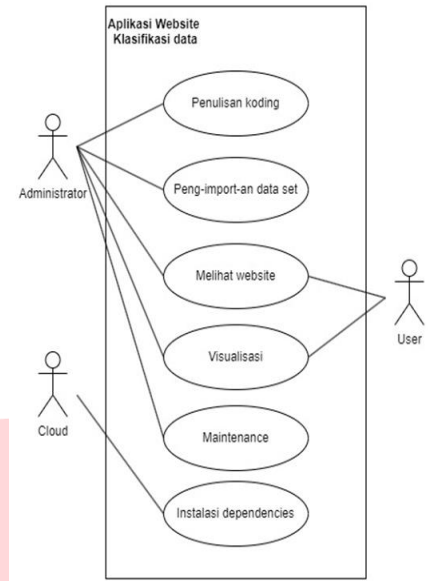 Aplikasi Website
Klasifikasi data
Penulisan koding
Administrator
Peng-import-an data set
Melihat website
User
Visualisasi
Cloud
Maintenance
Instalasi dependencies